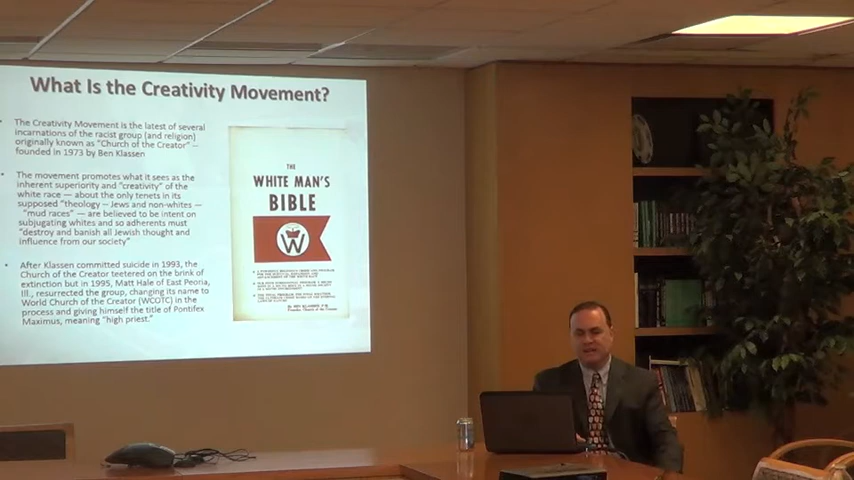 What Is the Creativity Movement?
The Creativity Movement is the latest of several
incarnations of the racist group (and religion)
originally known as "Church of the Creator" –
founded in 1973 by Ben Klassen
The movement promotes what it sees as the
inherent superiority and "creativity" of the
white race — about the only tenets in its
supposed "theology – Jews and non-whites —
"mud races" — are believed to be intent on
subjugating whites and so adherents must
"destroy and banish all Jewish thought and
influence from our society"
After Klassen committed suicide in 1993, the
Church of the Creator teetered on the brink of
extinction but in 1995, Matt Hale of East Peoria,
Ill., resurrected the group, changing its name to
World Church of the Creator (WCOTC) in the
process and giving himself the title of Pontifex
Maximus, meaning "high priest."
THE
WHITE MAN'S
BIBLE
W